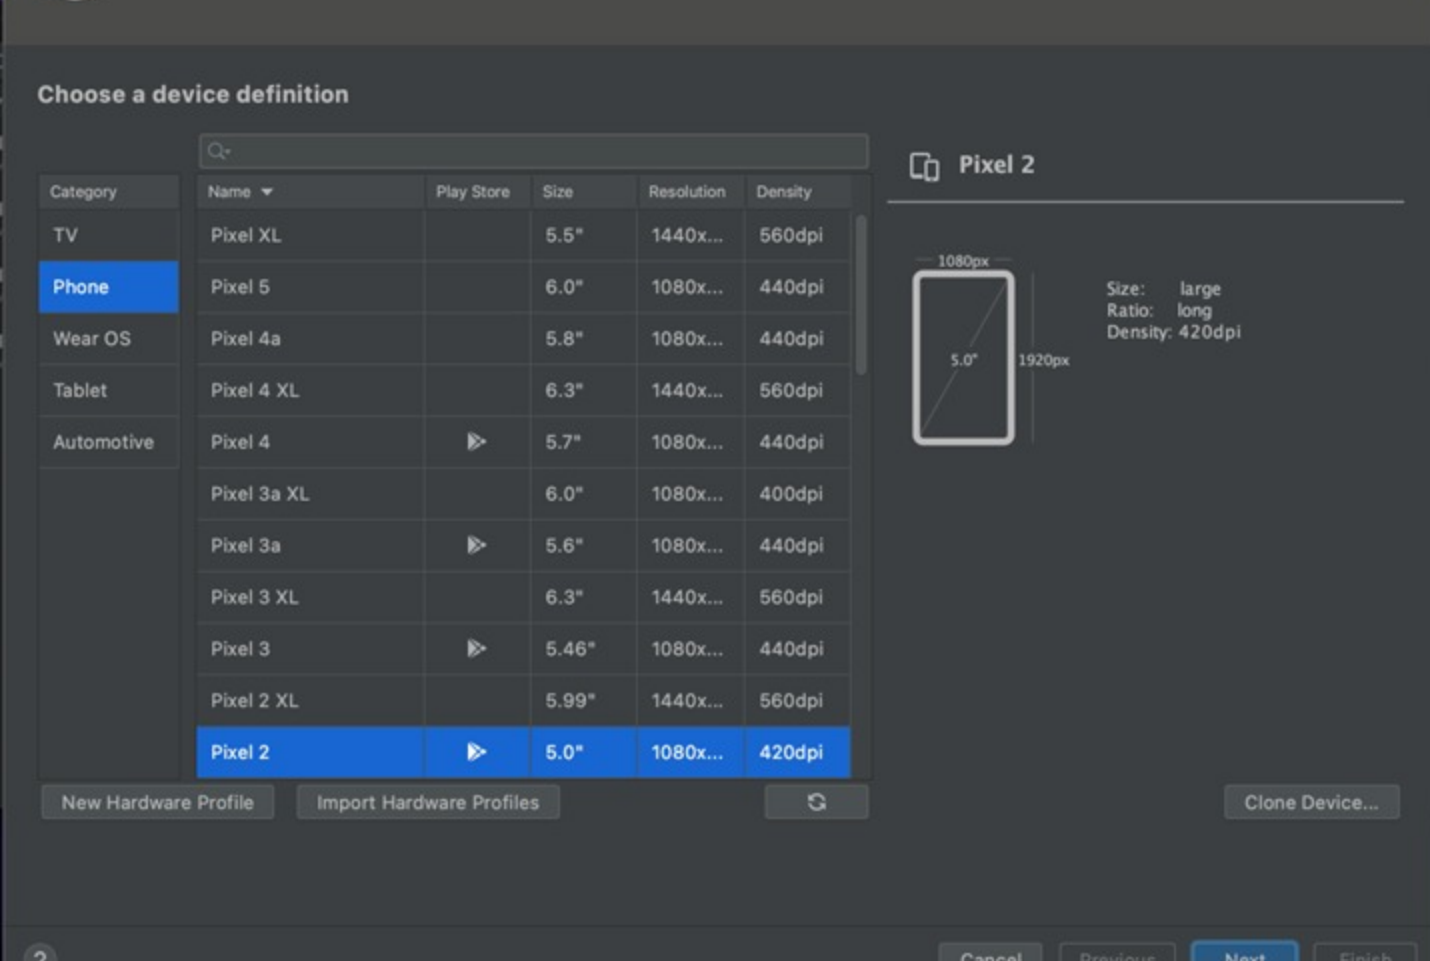 Choose a device definition
Category
Name Play Store Size Resolution Density
TV
Phone
Wear OS
Tablet
Automotive
Pixel XL 5.5" 1440x... 560dpi
Pixel 5 6.0" 1080x... 440dpi
Pixel 4a 5.8" 1080x... 440dpi
Pixel 4 XL 6.3" 1440x... 560dpi
Pixel 4 5.7" 1080x... 440dpi
Pixel 3a XL 6.0" 1080x... 400dpi
Pixel 3a 5.6" 1080x... 440dpi
Pixel 3 XL 6.3" 1440x... 560dpi
Pixel 3 5.46" 1080x... 440dpi
Pixel 2 XL 5.99" 1440x... 560dpi
Pixel 2 5.0" 1080x... 420dpi
New Hardware Profile Import Hardware Profiles
Pixel 2
1080px
5.0"
1920px
Size: large
Ratio: long
Density: 420dpi
Clone Device...
? Cancel Previous Next Finish